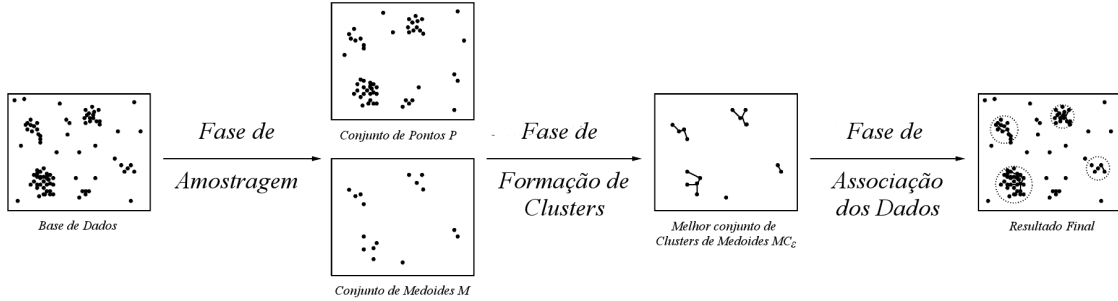 Base de Dados
Fase de
Amostragem
Conjunto de Pontos P
Conjunto de Medoides M
Fase de
Formação de
Clusters
Melhor conjunto de
Clusters de Medoides MC_ε
Fase de
Associação
dos Dados
Resultado Final